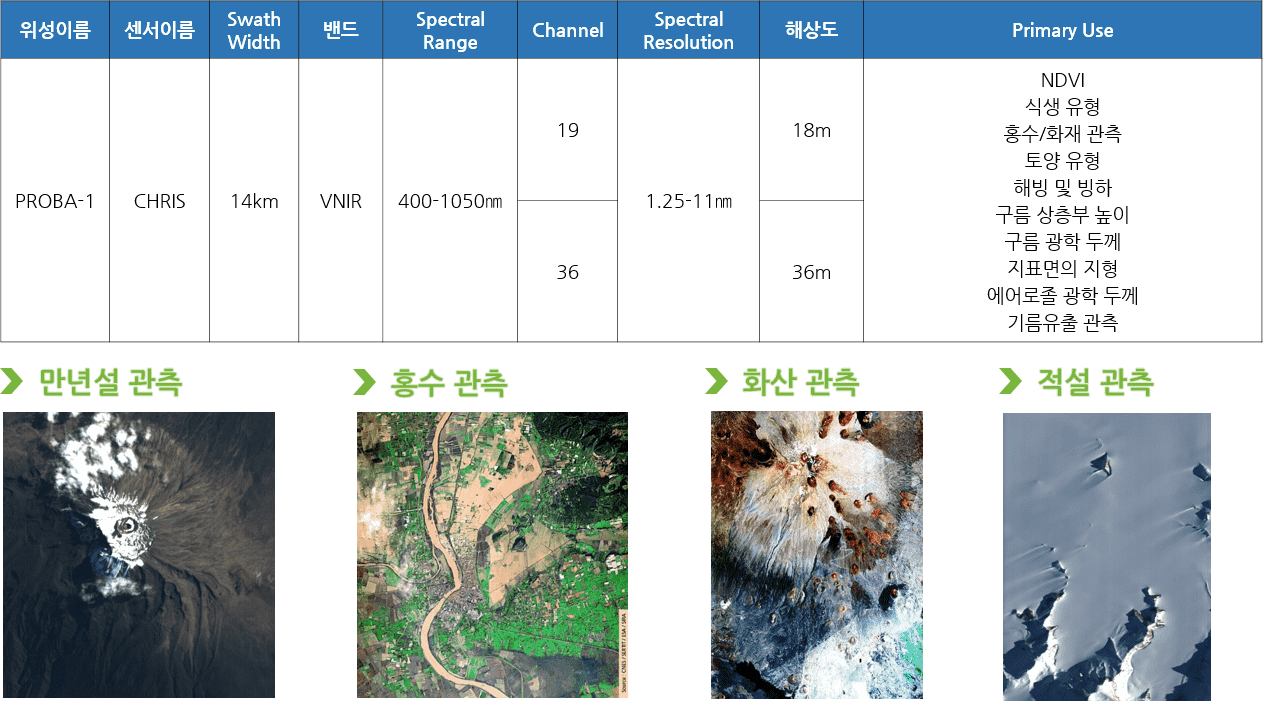 위성이름 센서이름 Swath Width 밴드 Spectral Range Channel Spectral Resolution 해상도 Primary Use
PROBA-1 CHRIS 14km VNIR 400-1050㎚ 19 1.25-11㎚ 18m
36 36m
NDVI
식생 유형
홍수/화재 관측
토양 유형
해빙 및 빙하
구름 상층부 높이
구름 광학 두께
지표면의 지형
에어로졸 광학 두께
기름유출 관측
만년설 관측
홍수 관측
화산 관측
적설 관측